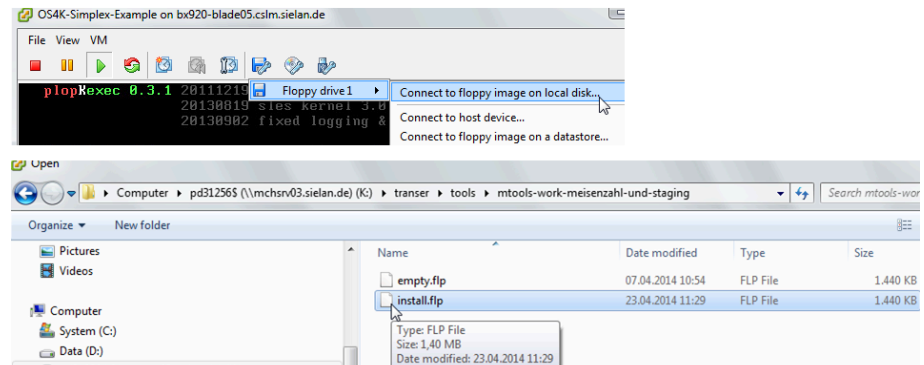 OS4K-Simplex-Example on bx920-blade05.cslm.sielan.de
File View VM
plopKexec 0.3.1 20111219
Floppy drive 1
Connect to floppy image on local disk...
20130819 sles kernel 3.0
20130902 fixed logging &
Connect to host device...
Connect to floppy image on a datastore...
Open
Computer pd31256$ (\\mchsrv03.sielan.de) (K:) transer tools mtools-work-meisenzahl-und-staging
Search mtools-wor
Organize New folder
Pictures
Videos
Computer
System (C:)
Data (D:)
Name Date modified Type Size
empty.flp 07.04.2014 10:54 FLP File 1.440 KB
install.flp 23.04.2014 11:29 FLP File 1.440 KB
Type: FLP File
Size: 1,40 MB
Date modified: 23.04.2014 11:29